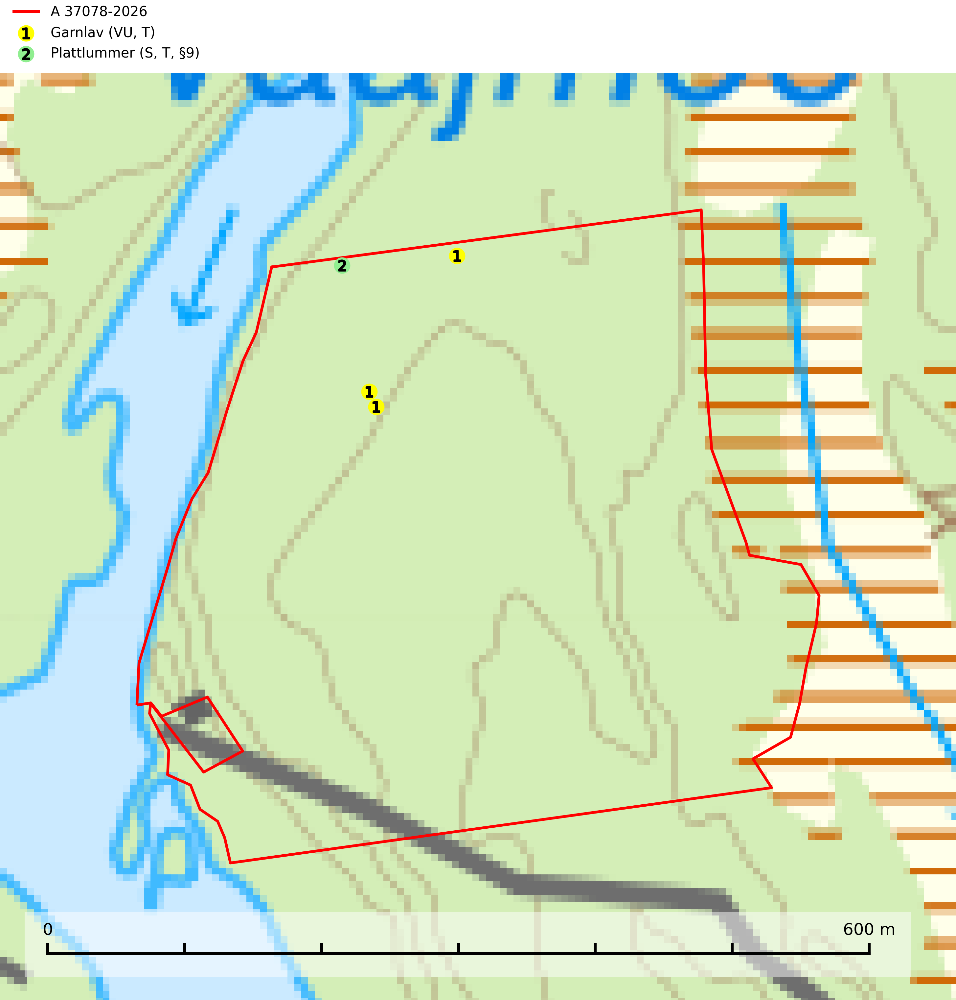 A 37078-2026
1 Garnlav (VU, T)
2 Plattlummer (S, T, §9)
1
2
1
1
0 600 m